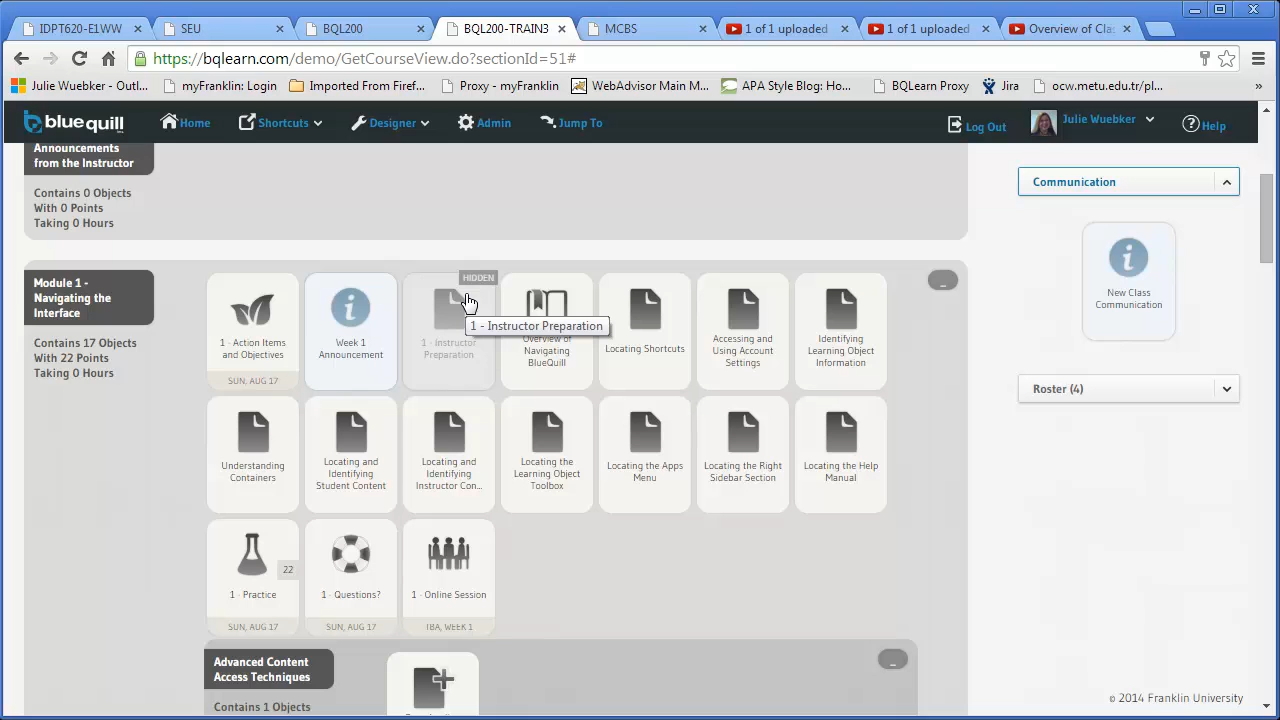 IDPT620-E1WW
SEU
BQL200
BQL200-TRAIN3
MCBS
1 of 1 uploaded
1 of 1 uploaded
Overview of Cla
https://bqlearn.com/demo/GetCourseView.do?sectionId=51#
Julie Wuebker - Outl...
myFranklin: Login
Imported From Firef...
Proxy - myFranklin
WebAdvisor Main M...
APA Style Blog: Ho...
BQLearn Proxy
Jira
ocw.metu.edu.tr/pl...
»
bluequill
Home
Shortcuts
Designer
Admin
Jump To
Log Out
Julie Wuebker
Help
Announcements
from the Instructor
Contains 0 Objects
With 0 Points
Taking 0 Hours
Communication
New Class
Communication
Roster (4)
Module 1 -
Navigating the
Interface
Contains 17 Objects
With 22 Points
Taking 0 Hours
1 - Action Items
and Objectives
SUN, AUG 17
Week 1
Announcement
HIDDEN
1 - Instructor
Preparation
1 - Instructor Preparation
Overview of
Navigating
BlueQuill
Locating Shortcuts
Accessing and
Using Account
Settings
Identifying
Learning Object
Information
Understanding
Containers
Locating and
Identifying
Student Content
Locating and
Identifying
Instructor Con...
Locating the
Learning Object
Toolbox
Locating the Apps
Menu
Locating the Right
Sidebar Section
Locating the Help
Manual
22
1 - Practice
SUN, AUG 17
1 - Questions?
SUN, AUG 17
1 - Online Session
TBA, WEEK 1
Advanced Content
Access Techniques
Contains 1 Objects
© 2014 Franklin University